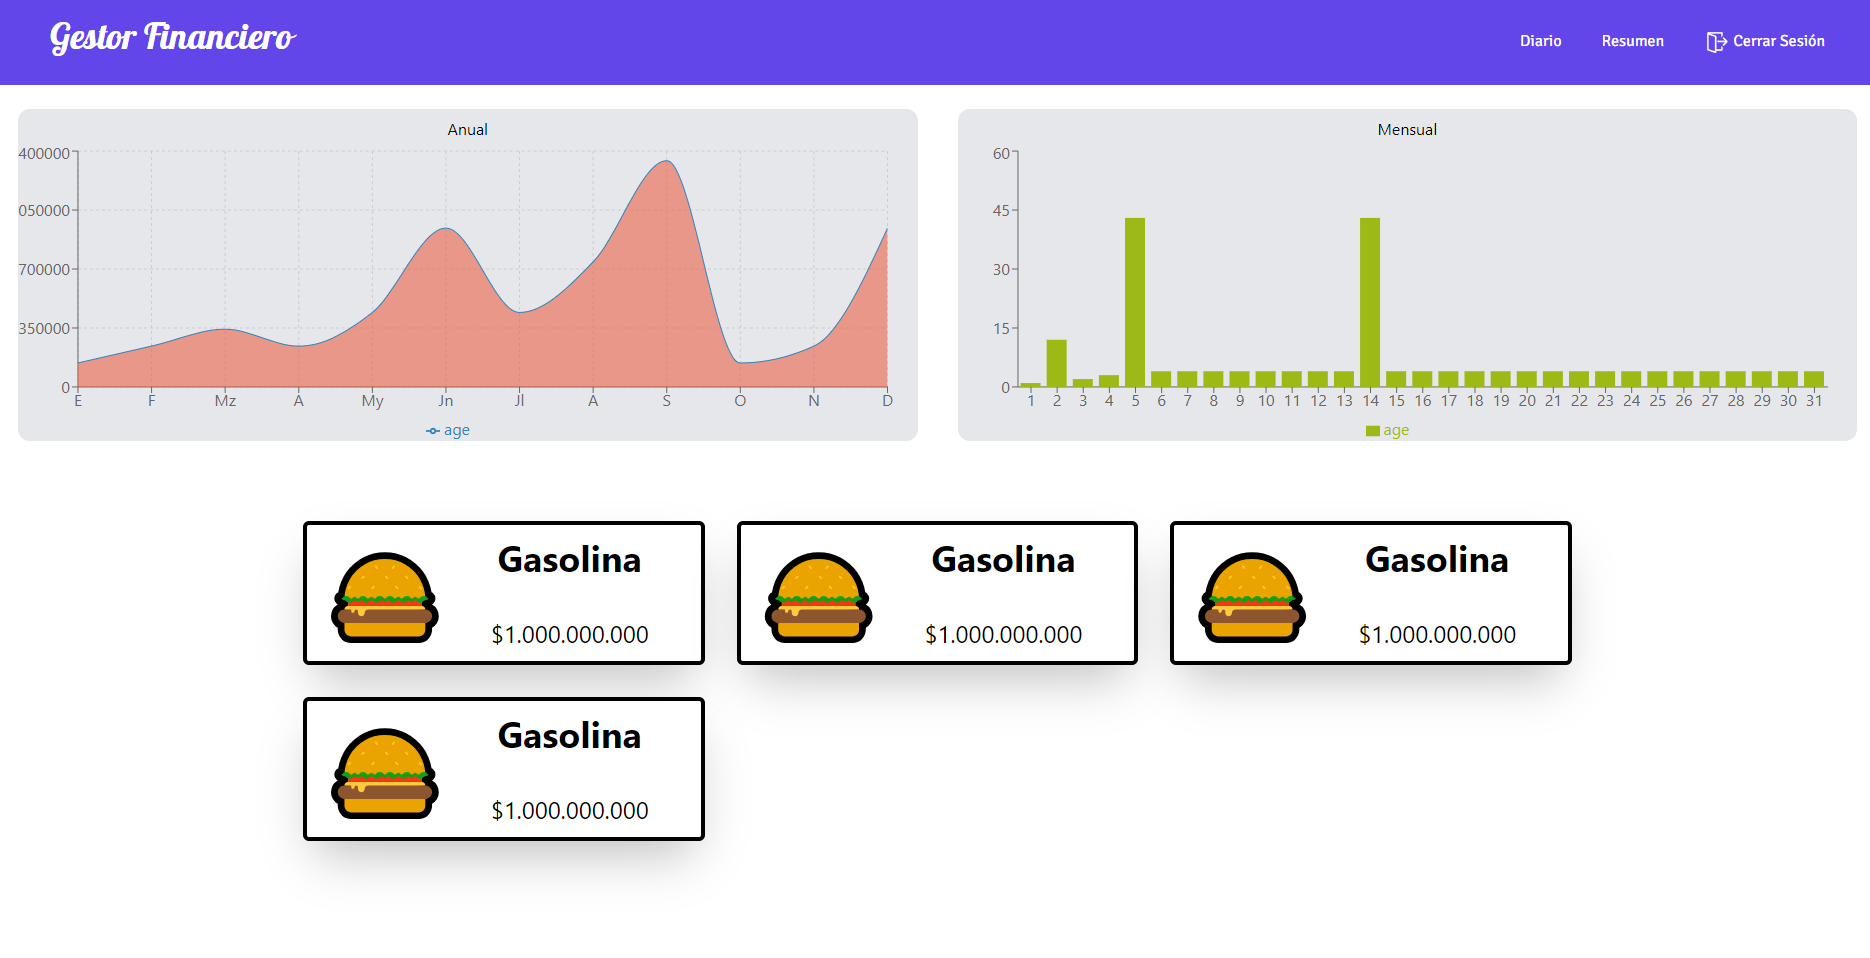 Gestor Financiero
Diario
Resumen
Cerrar Sesión
Anual
400000
050000
700000
350000
0
E F Mz A My Jn Jl A S O N D
age
Mensual
60
45
30
15
0
1 2 3 4 5 6 7 8 9 10 11 12 13 14 15 16 17 18 19 20 21 22 23 24 25 26 27 28 29 30 31
age
Gasolina
$1.000.000.000
Gasolina
$1.000.000.000
Gasolina
$1.000.000.000
Gasolina
$1.000.000.000